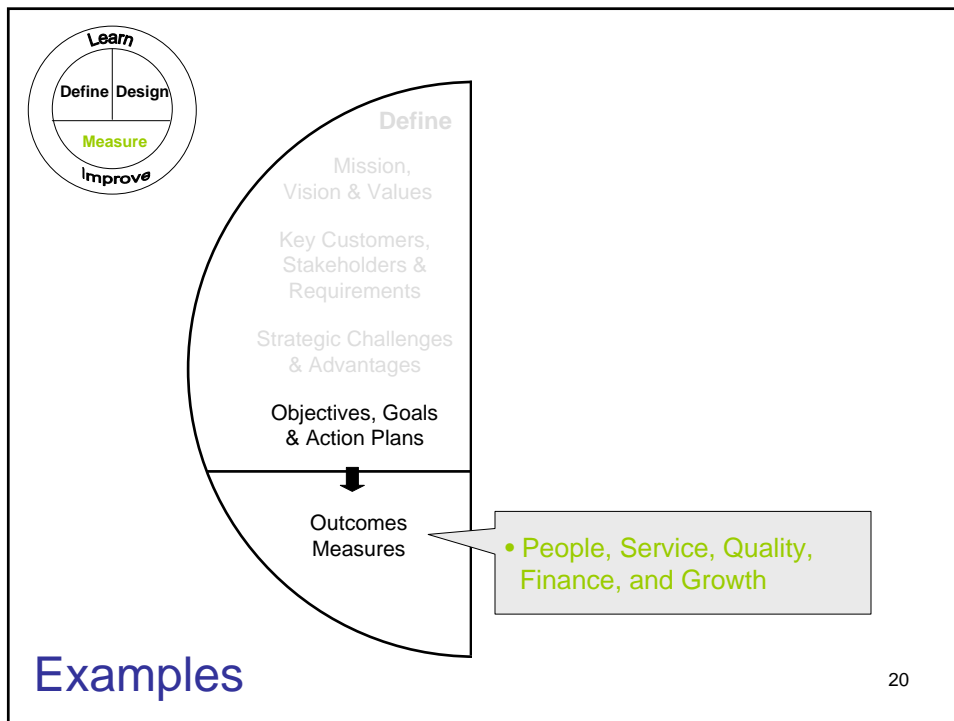 Learn
Define Design
Measure
Improve
Define
Mission,
Vision & Values
Key Customers,
Stakeholders &
Requirements
Strategic Challenges
& Advantages
Objectives, Goals
& Action Plans
Outcomes
Measures
• People, Service, Quality,
Finance, and Growth
Examples
20